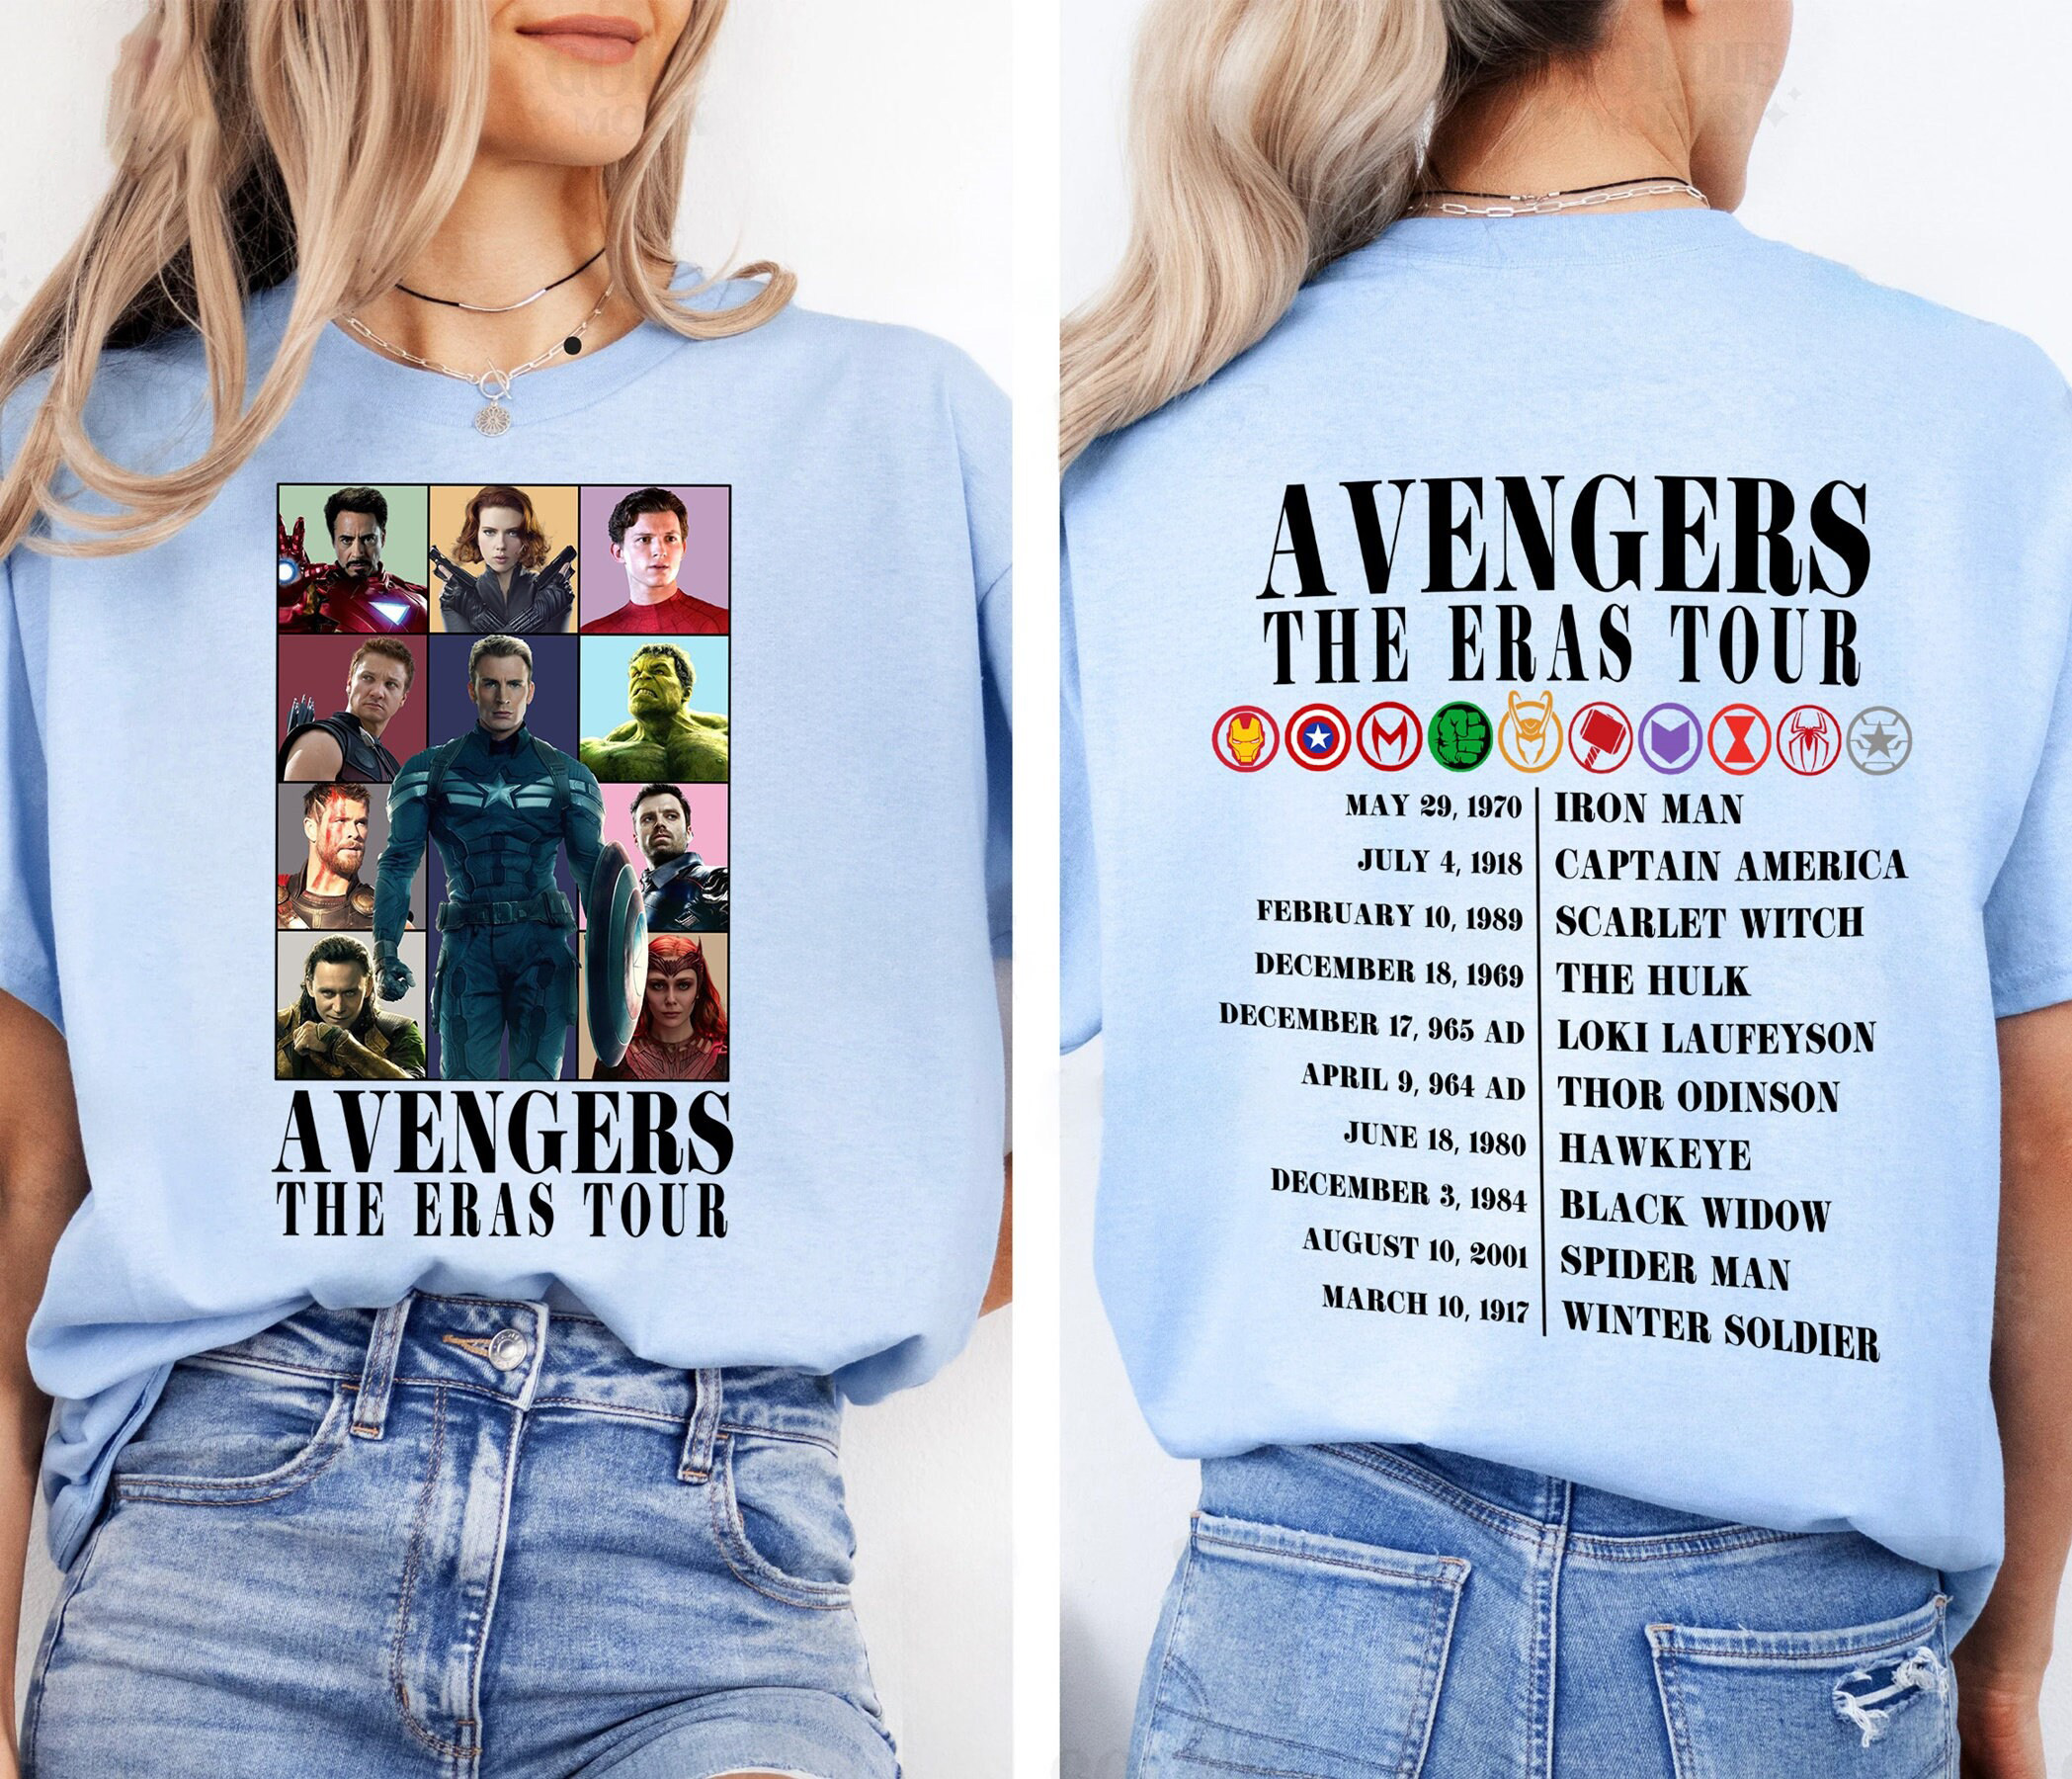 AVENGERS
THE ERAS TOUR
AVENGERS
THE ERAS TOUR
MAY 29, 1970 IRON MAN
JULY 4, 1918 CAPTAIN AMERICA
FEBRUARY 10, 1989 SCARLET WITCH
DECEMBER 18, 1969 THE HULK
DECEMBER 17, 965 AD LOKI LAUFEYSON
APRIL 9, 964 AD THOR ODINSON
JUNE 18, 1980 HAWKEYE
DECEMBER 3, 1984 BLACK WIDOW
AUGUST 10, 2001 SPIDER MAN
MARCH 10, 1917 WINTER SOLDIER